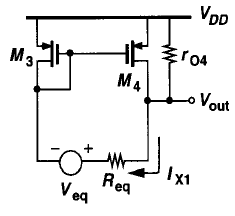 V_DD
M_3
M_4
r_O4
V_out
− +
V_eq
R_eq
I_X1